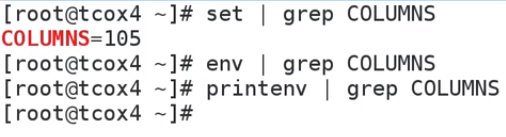 [root@tcox4 ~]# set | grep COLUMNS
COLUMNS=105
[root@tcox4 ~]# env | grep COLUMNS
[root@tcox4 ~]# printenv | grep COLUMNS
[root@tcox4 ~]#